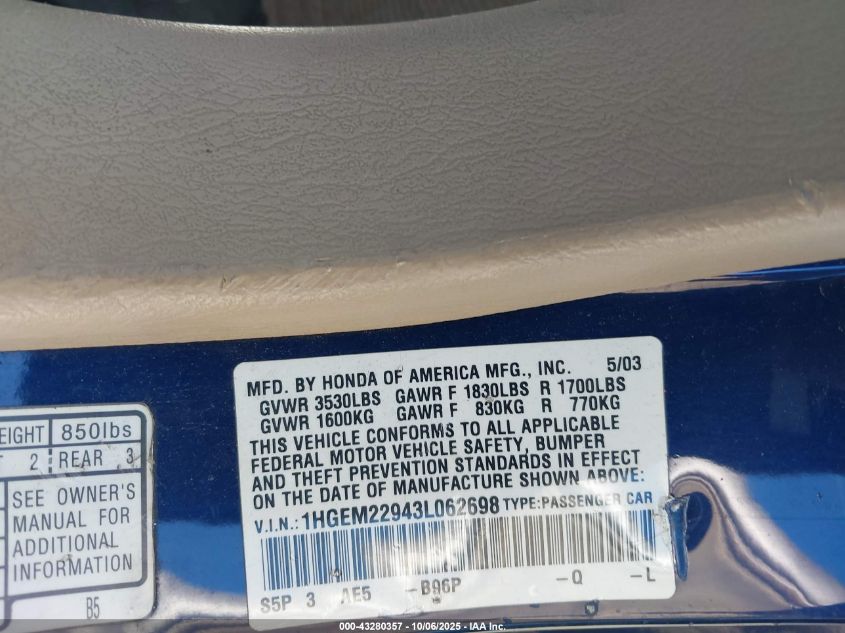 MFD. BY HONDA OF AMERICA MFG., INC. 5/03
GVWR 3530LBS GAWR F 1830LBS R 1700LBS
GVWR 1600KG GAWR F 830KG R 770KG
THIS VEHICLE CONFORMS TO ALL APPLICABLE
FEDERAL MOTOR VEHICLE SAFETY, BUMPER
AND THEFT PREVENTION STANDARDS IN EFFECT
ON THE DATE OF MANUFACTURE SHOWN ABOVE:
V.I.N.: 1HGEM22943L062698 TYPE:PASSENGER CAR
S5P 3 AE5 -B96P -Q -L
EIGHT 850lbs
T 2 REAR 3
SEE OWNER'S
MANUAL FOR
ADDITIONAL
INFORMATION
B5
000-43280357 - 10/06/2025 - IAA Inc.